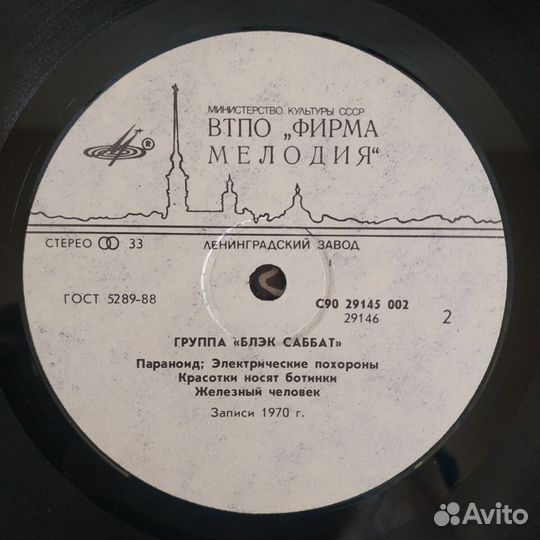 МИНИСТЕРСТВО КУЛЬТУРЫ СССР
ВТПО „ФИРМА
МЕЛОДИЯ“
®
СТЕРЕО 33
ЛЕНИНГРАДСКИЙ ЗАВОД
ГОСТ 5289-88
С90 29145 002
29146
2
ГРУППА «БЛЭК САББАТ»
Параноид; Электрические похороны
Красотки носят ботинки
Железный человек
Записи 1970 г.
Avito